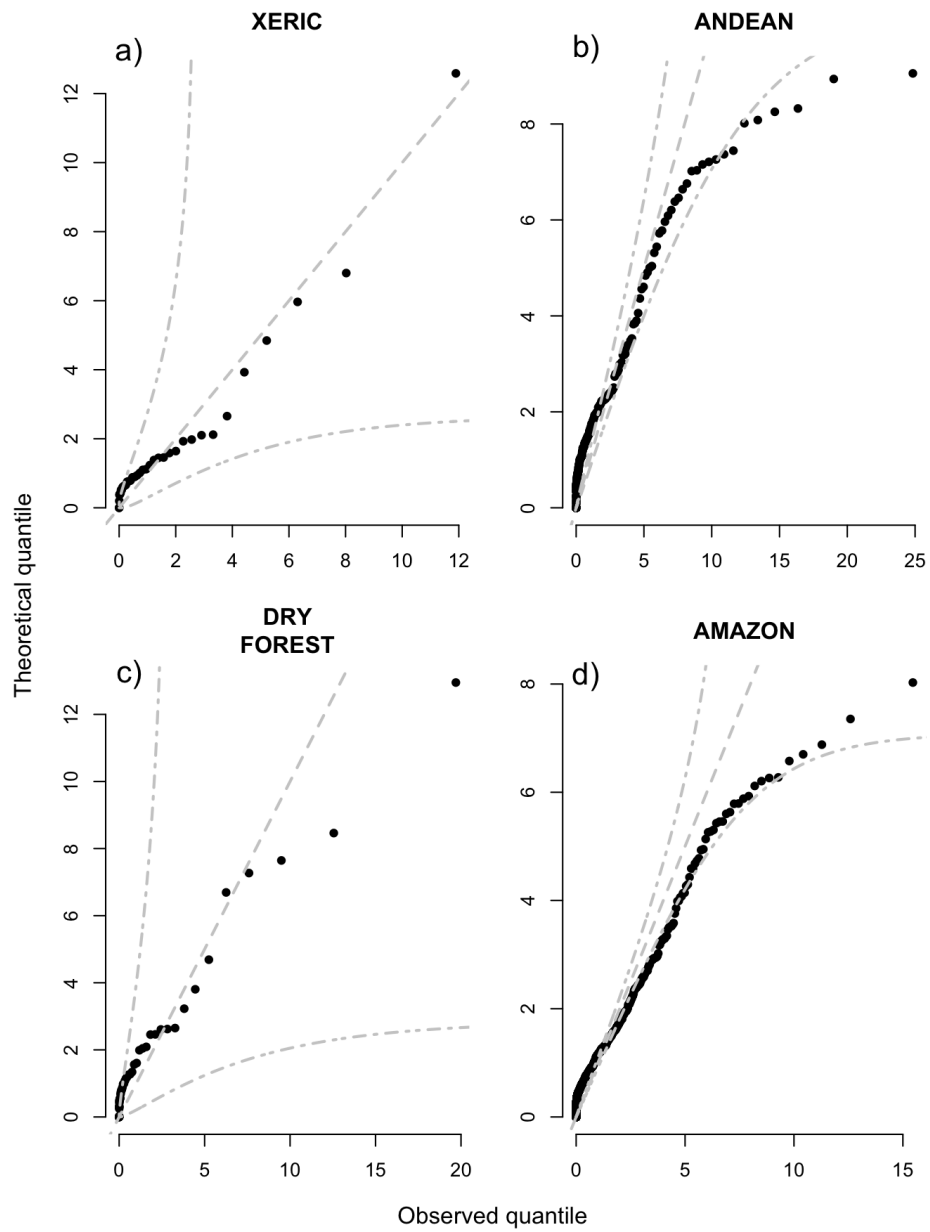 XERIC
a)
12
10
8
6
4
2
0
0 2 4 6 8 10 12
ANDEAN
b)
8
6
4
2
0
0 5 10 15 20 25
Theoretical quantile
DRY
FOREST
c)
12
10
8
6
4
2
0
0 5 10 15 20
AMAZON
d)
8
6
4
2
0
0 5 10 15
Observed quantile